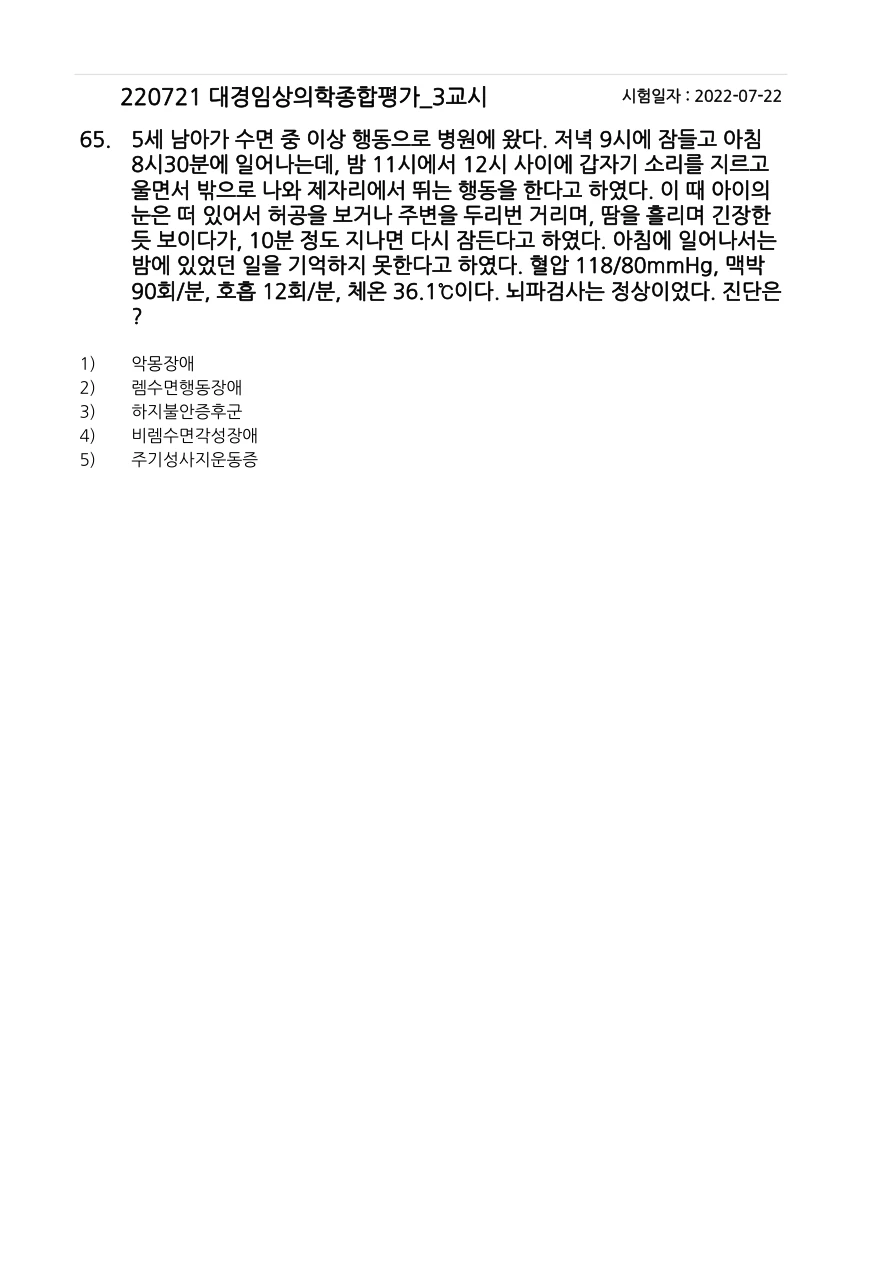 220721 대경임상의학종합평가_3교시 시험일자 : 2022-07-22
65. 5세 남아가 수면 중 이상 행동으로 병원에 왔다. 저녁 9시에 잠들고 아침
8시30분에 일어나는데, 밤 11시에서 12시 사이에 갑자기 소리를 지르고
울면서 밖으로 나와 제자리에서 뛰는 행동을 한다고 하였다. 이 때 아이의
눈은 떠 있어서 허공을 보거나 주변을 두리번 거리며, 땀을 흘리며 긴장한
듯 보이다가, 10분 정도 지나면 다시 잠든다고 하였다. 아침에 일어나서는
밤에 있었던 일을 기억하지 못한다고 하였다. 혈압 118/80mmHg, 맥박
90회/분, 호흡 12회/분, 체온 36.1℃이다. 뇌파검사는 정상이었다. 진단은
?
1) 악몽장애
2) 렘수면행동장애
3) 하지불안증후군
4) 비렘수면각성장애
5) 주기성사지운동증